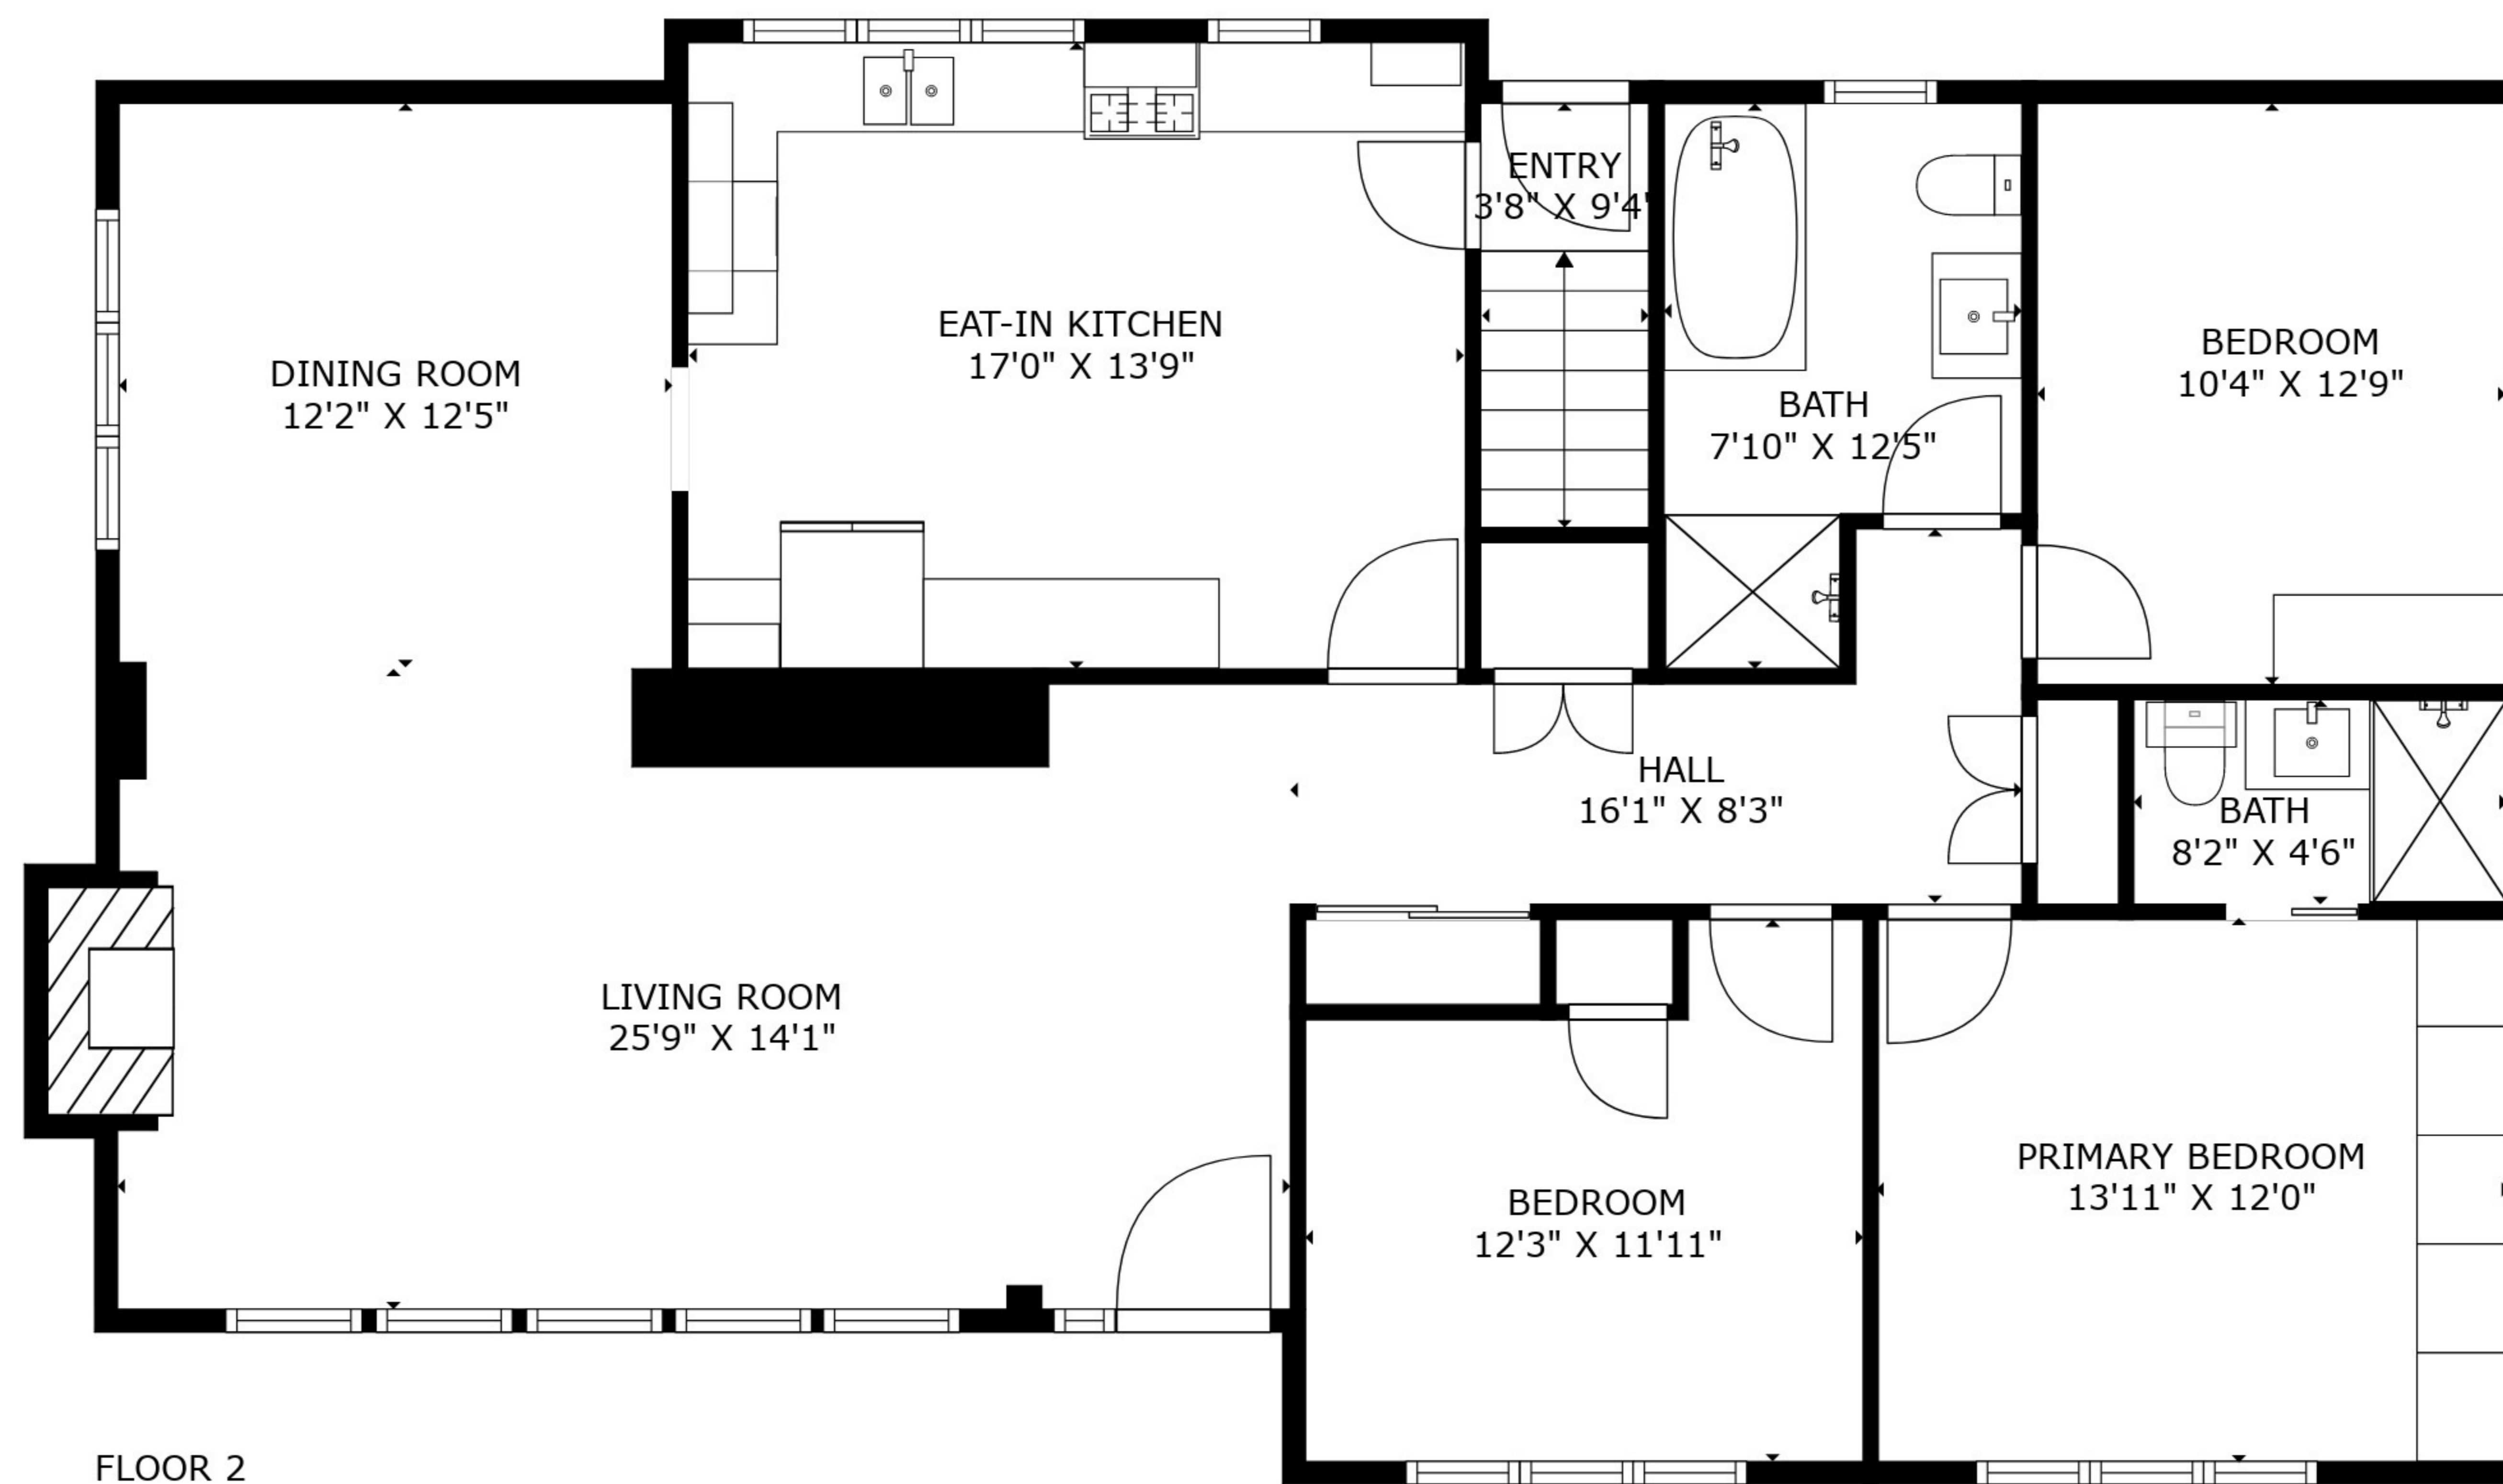 ENTRY
3'8" X 9'4"
EAT-IN KITCHEN
17'0" X 13'9"
BEDROOM
10'4" X 12'9"
DINING ROOM
12'2" X 12'5"
BATH
7'10" X 12'5"
HALL
16'1" X 8'3"
BATH
8'2" X 4'6"
LIVING ROOM
25'9" X 14'1"
PRIMARY BEDROOM
13'11" X 12'0"
BEDROOM
12'3" X 11'11"
FLOOR 2